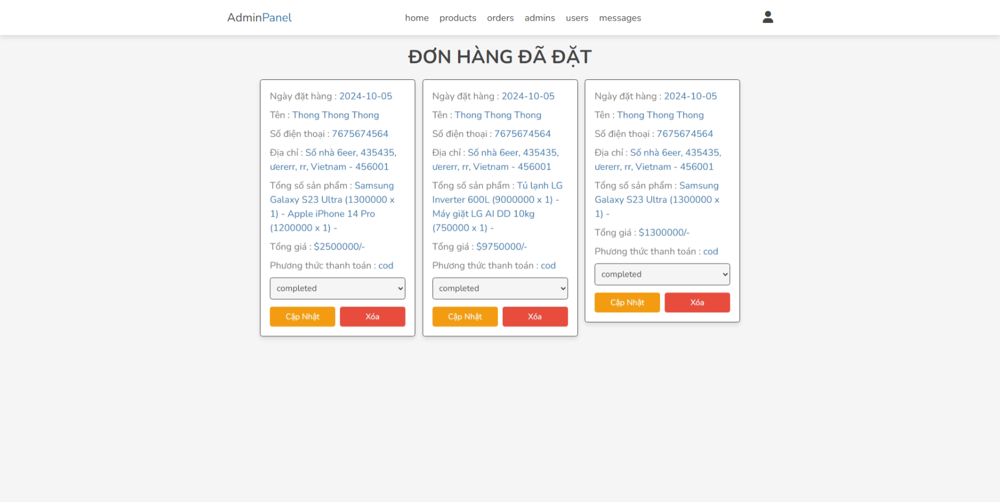 AdminPanel
home products orders admins users messages
ĐƠN HÀNG ĐÃ ĐẶT
Ngày đặt hàng : 2024-10-05
Tên : Thong Thong Thong
Số điện thoại : 7675674564
Địa chỉ : Số nhà 6eer, 435435,
ưererr, rr, Vietnam - 456001
Tổng số sản phẩm : Samsung
Galaxy S23 Ultra (1300000 x
1) - Apple iPhone 14 Pro
(1200000 x 1) -
Tổng giá : $2500000/-
Phương thức thanh toán : cod
completed
Cập Nhật Xóa
Ngày đặt hàng : 2024-10-05
Tên : Thong Thong Thong
Số điện thoại : 7675674564
Địa chỉ : Số nhà 6eer, 435435,
ưererr, rr, Vietnam - 456001
Tổng số sản phẩm : Tủ lạnh LG
Inverter 600L (9000000 x 1) -
Máy giặt LG AI DD 10kg
(750000 x 1) -
Tổng giá : $9750000/-
Phương thức thanh toán : cod
completed
Cập Nhật Xóa
Ngày đặt hàng : 2024-10-05
Tên : Thong Thong Thong
Số điện thoại : 7675674564
Địa chỉ : Số nhà 6eer, 435435,
ưererr, rr, Vietnam - 456001
Tổng số sản phẩm : Samsung
Galaxy S23 Ultra (1300000 x
1) -
Tổng giá : $1300000/-
Phương thức thanh toán : cod
completed
Cập Nhật Xóa